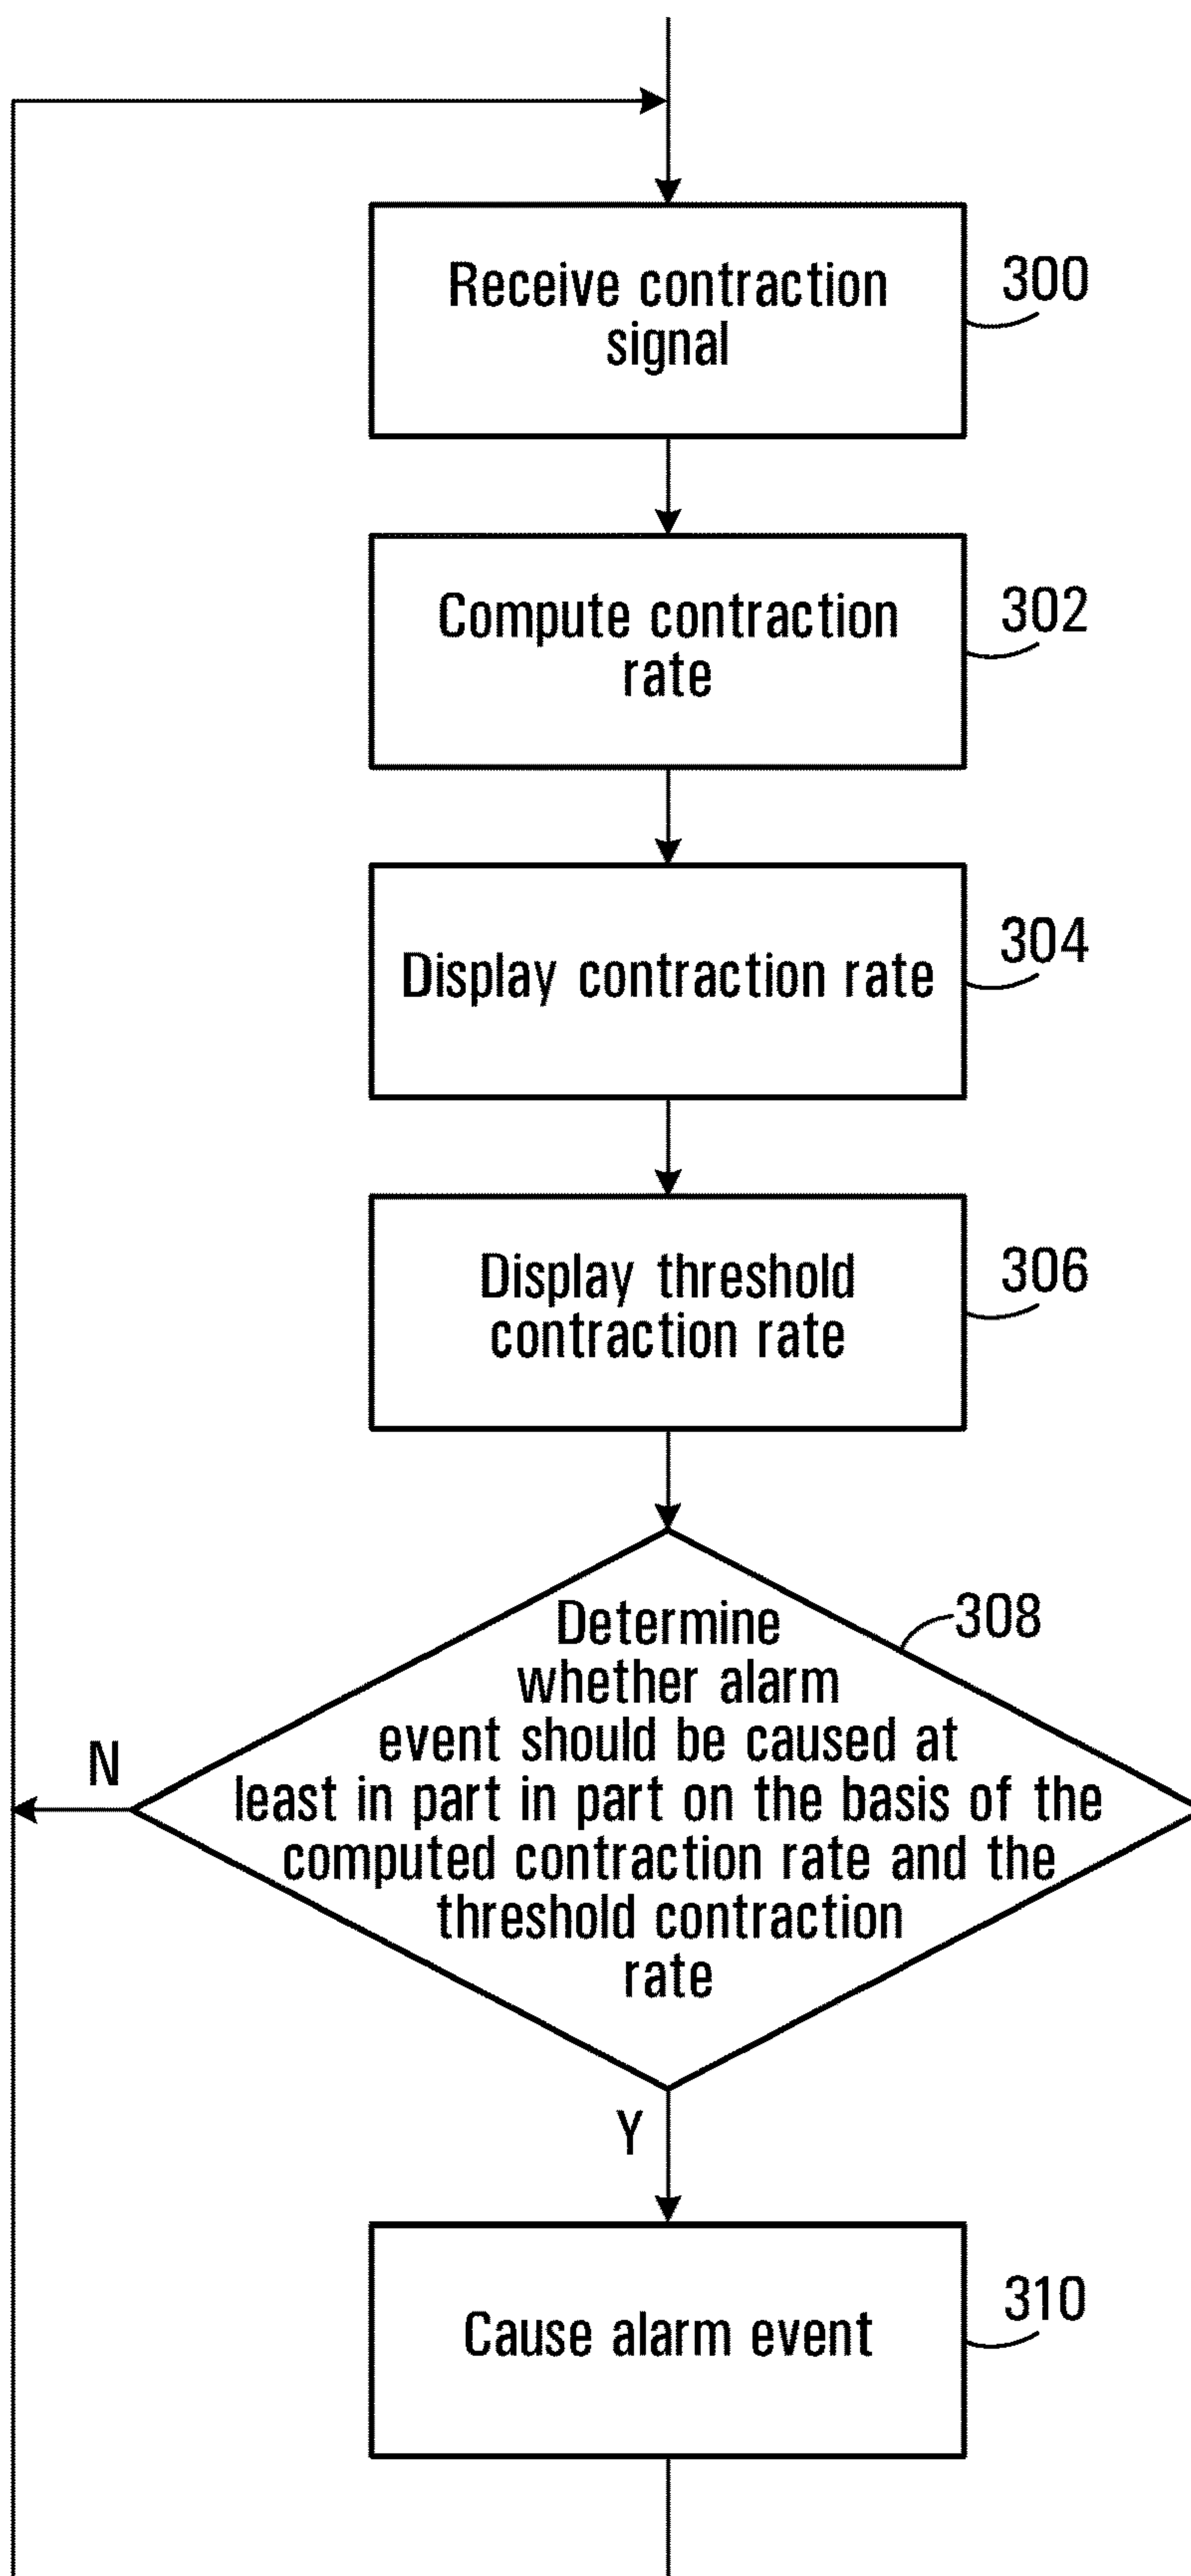 Receive contraction
signal
300
Compute contraction
rate
302
Display contraction rate
304
Display threshold
contraction rate
306
Determine
whether alarm
event should be caused at
least in part in part on the basis of the
computed contraction rate and the
threshold contraction
rate
308
N
Y
Cause alarm event
310